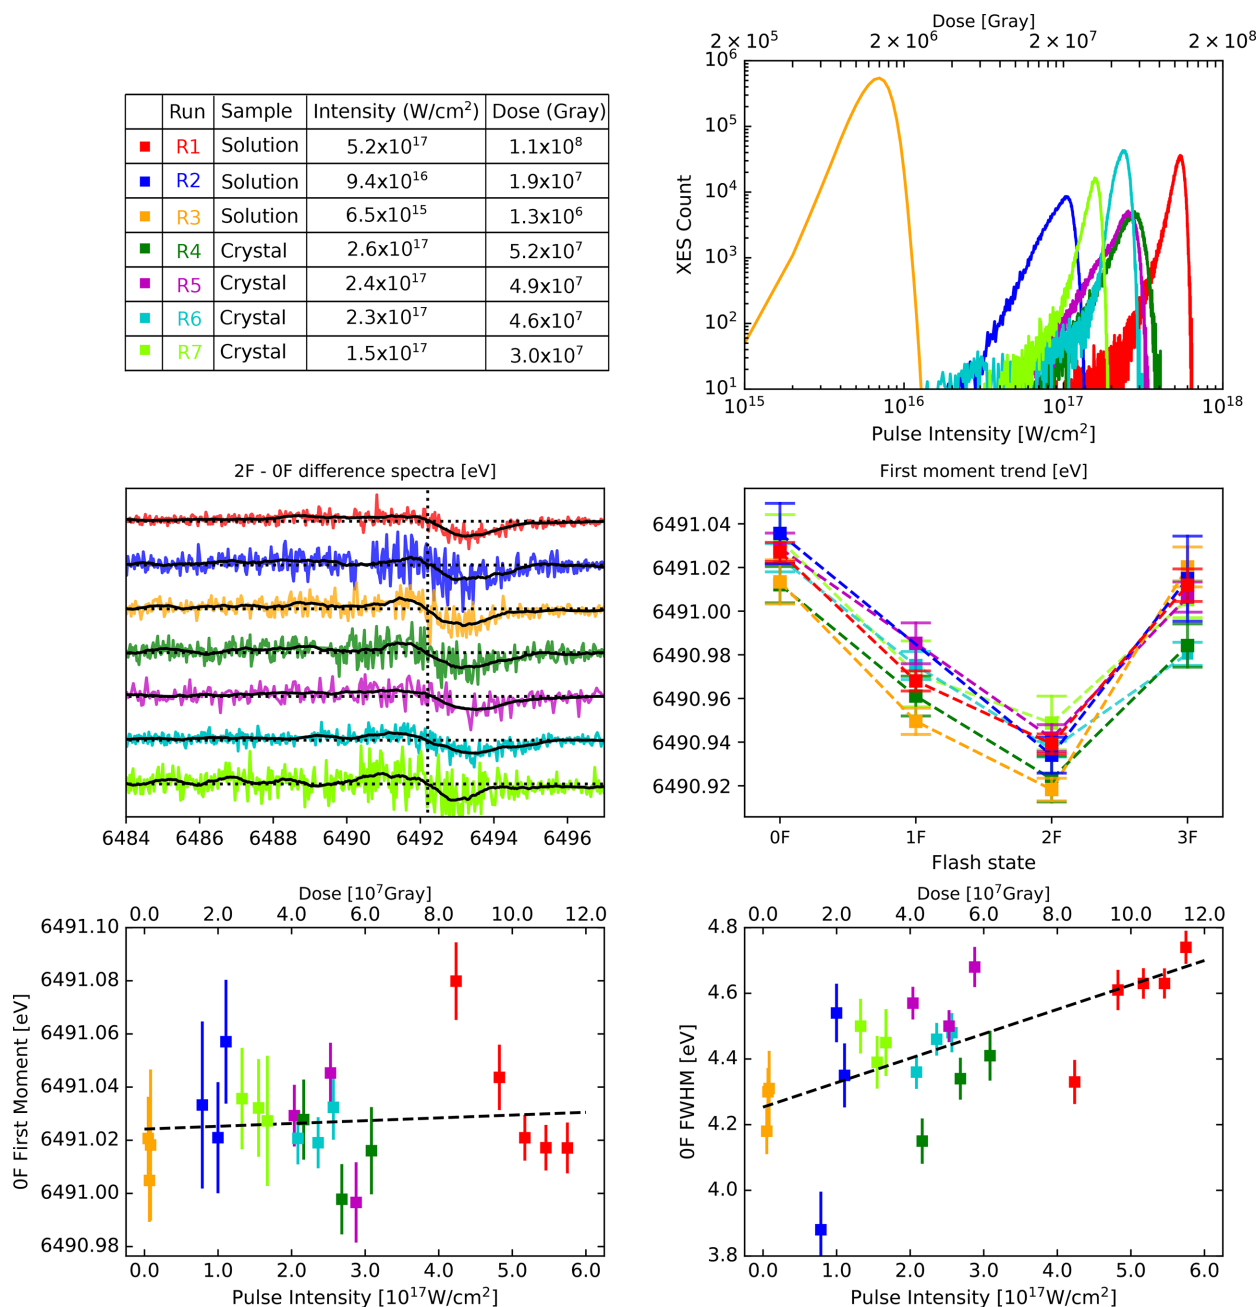 Run Sample Intensity (W/cm²) Dose (Gray)
R1 Solution 5.2x10¹⁷ 1.1x10⁸
R2 Solution 9.4x10¹⁶ 1.9x10⁷
R3 Solution 6.5x10¹⁵ 1.3x10⁶
R4 Crystal 2.6x10¹⁷ 5.2x10⁷
R5 Crystal 2.4x10¹⁷ 4.9x10⁷
R6 Crystal 2.3x10¹⁷ 4.6x10⁷
R7 Crystal 1.5x10¹⁷ 3.0x10⁷
Dose [Gray]
2 × 10⁵ 2 × 10⁶ 2 × 10⁷ 2 × 10⁸
10⁶
10⁵
10⁴
10³
10²
10¹
XES Count
10¹⁵ 10¹⁶ 10¹⁷ 10¹⁸
Pulse Intensity [W/cm²]
2F - 0F difference spectra [eV]
6484 6486 6488 6490 6492 6494 6496
First moment trend [eV]
6491.04
6491.02
6491.00
6490.98
6490.96
6490.94
6490.92
0F 1F 2F 3F
Flash state
Dose [10⁷Gray]
0.0 2.0 4.0 6.0 8.0 10.0 12.0
6491.10
6491.08
6491.06
6491.04
6491.02
6491.00
6490.98
0F First Moment [eV]
0.0 1.0 2.0 3.0 4.0 5.0 6.0
Pulse Intensity [10¹⁷W/cm²]
Dose [10⁷Gray]
0.0 2.0 4.0 6.0 8.0 10.0 12.0
4.8
4.6
4.4
4.2
4.0
3.8
0F FWHM [eV]
0.0 1.0 2.0 3.0 4.0 5.0 6.0
Pulse Intensity [10¹⁷W/cm²]